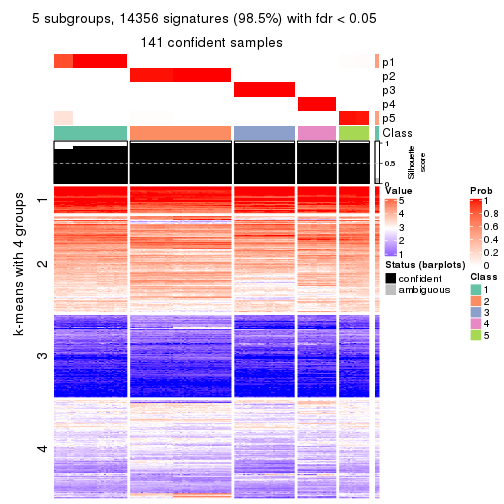 5 subgroups, 14356 signatures (98.5%) with fdr < 0.05
141 confident samples
p1
p2
p3
p4
p5
Class
1
0.5
0
Silhouette
score
k-means with 4 groups
1
2
3
4
Value
5
4
3
2
1
Status (barplots)
confident
ambiguous
Prob
1
0.8
0.6
0.4
0.2
0
Class
1
2
3
4
5